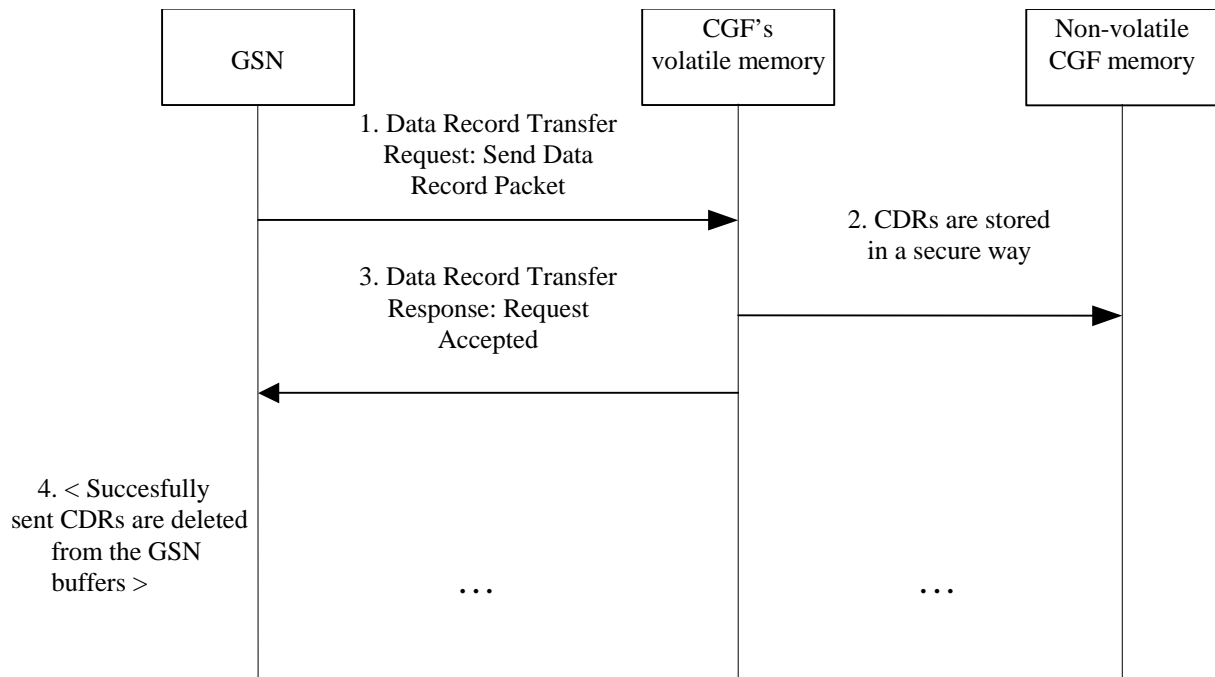 GSN
CGF's
volatile memory
Non-volatile
CGF memory
1. Data Record Transfer
Request: Send Data
Record Packet
2. CDRs are stored
in a secure way
3. Data Record Transfer
Response: Request
Accepted
4. < Succesfully
sent CDRs are deleted
from the GSN
buffers >
...
...